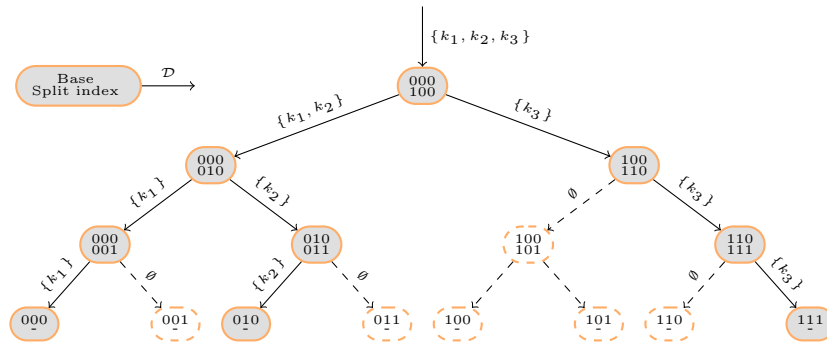 {k₁, k₂, k₃}
Base
Split index
𝒟
000
100
{k₁, k₂}
{k₃}
000
010
100
110
{k₁}
{k₂}
∅
{k₃}
000
001
010
011
100
101
110
111
{k₁}
∅
{k₂}
∅
∅
{k₃}
000
-
001
-
010
-
011
-
100
-
101
-
110
-
111
-